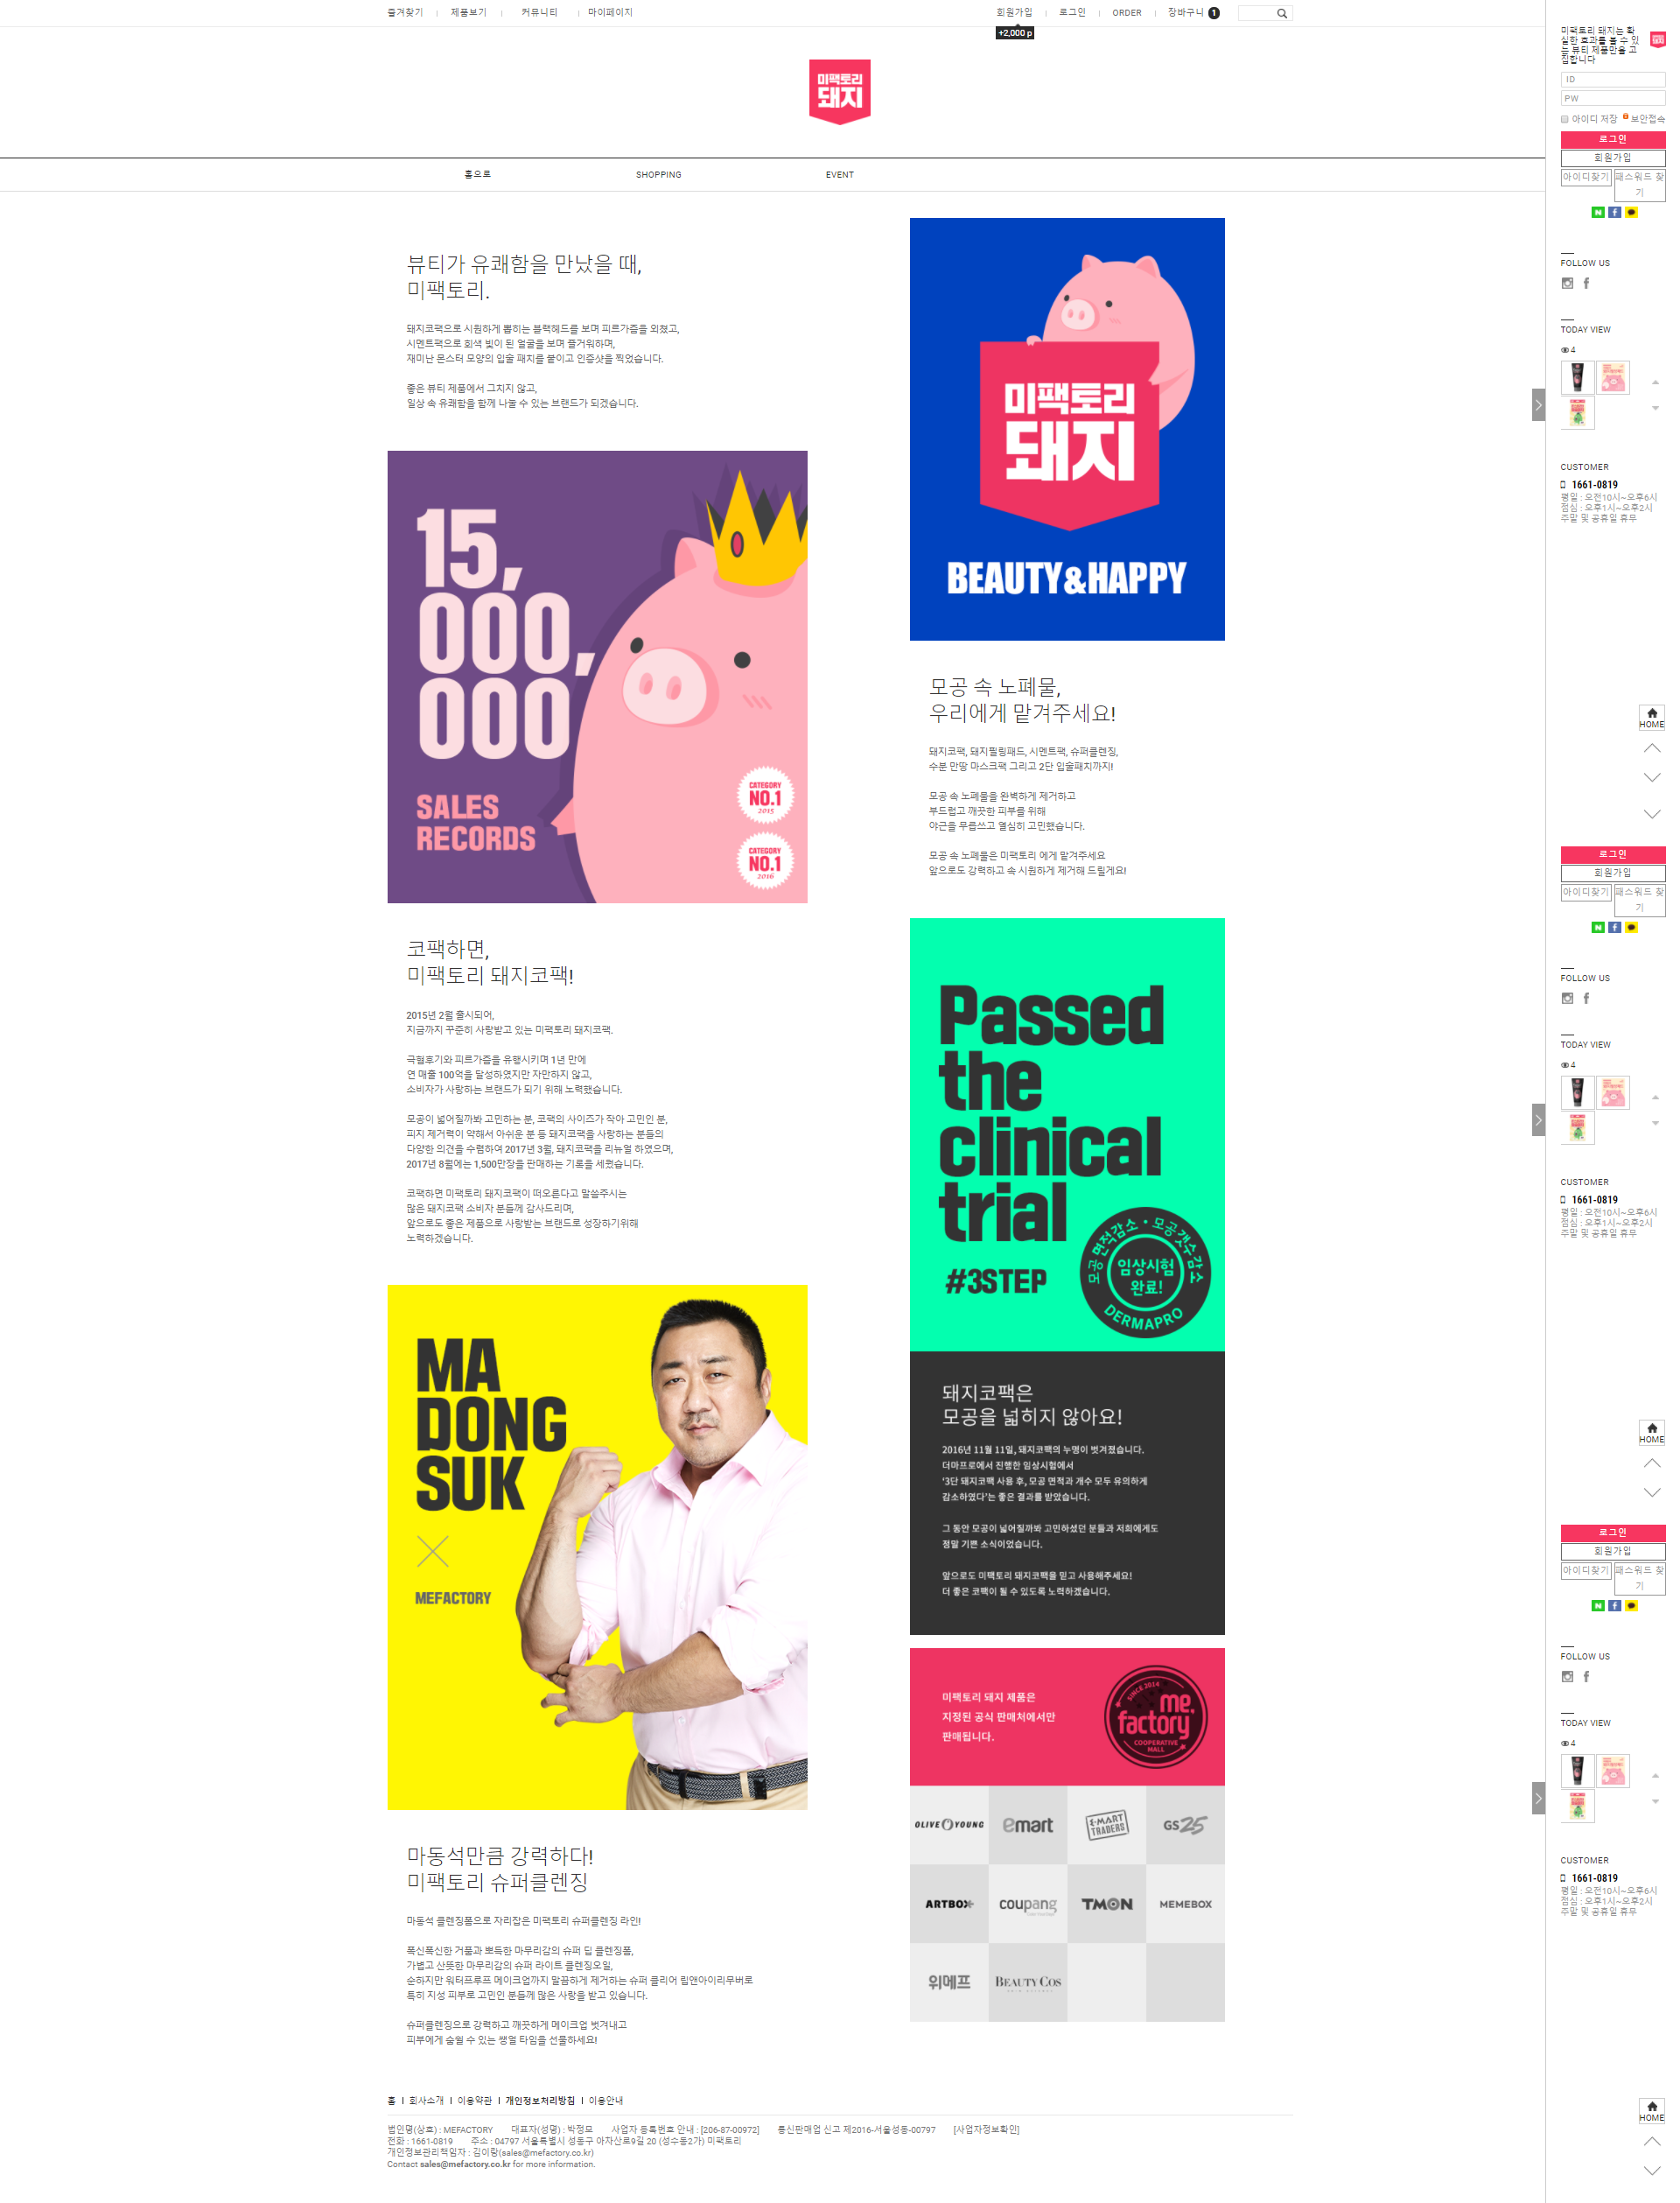 즐겨찾기
제품보기
커뮤니티
마이페이지
회원가입
로그인
ORDER
장바구니 1
+2,000 p
미팩토리
돼지
홈으로
SHOPPING
EVENT
뷰티가 유쾌함을 만났을 때,
미팩토리.
돼지코팩으로 시원하게 뽑히는 블랙헤드를 보며 피르가즘을 외쳤고,
시멘트팩으로 회색 빛이 된 얼굴을 보며 즐거워하며,
재미난 몬스터 모양의 입술 패치를 붙이고 인증샷을 찍었습니다.
좋은 뷰티 제품에서 그치지 않고,
일상 속 유쾌함을 함께 나눌 수 있는 브랜드가 되겠습니다.
15,
000,
000
SALES
RECORDS
CATEGORY
NO.1
2015
CATEGORY
NO.1
2016
코팩하면,
미팩토리 돼지코팩!
2015년 2월 출시되어,
지금까지 꾸준히 사랑받고 있는 미팩토리 돼지코팩.
극혐후기와 피르가즘을 유행시키며 1년 만에
연 매출 100억을 달성하였지만 자만하지 않고,
소비자가 사랑하는 브랜드가 되기 위해 노력했습니다.
모공이 넓어질까봐 고민하는 분, 코팩의 사이즈가 작아 고민인 분,
피지 제거력이 약해서 아쉬운 분 등 돼지코팩을 사랑하는 분들의
다양한 의견을 수렴하여 2017년 3월, 돼지코팩을 리뉴얼 하였으며,
2017년 8월에는 1,500만장을 판매하는 기록을 세웠습니다.
코팩하면 미팩토리 돼지코팩이 떠오른다고 말씀주시는
많은 돼지코팩 소비자 분들께 감사드리며,
앞으로도 좋은 제품으로 사랑받는 브랜드로 성장하기위해
노력하겠습니다.
MA
DONG
SUK
MEFACTORY
마동석만큼 강력하다!
미팩토리 슈퍼클렌징
마동석 클렌징폼으로 자리잡은 미팩토리 슈퍼클렌징 라인!
폭신폭신한 거품과 뽀득한 마무리감의 슈퍼 딥 클렌징폼,
가볍고 산뜻한 마무리감의 슈퍼 라이트 클렌징오일,
순하지만 워터프루프 메이크업까지 말끔하게 제거하는 슈퍼 클리어 립앤아이리무버로
특히 지성 피부로 고민인 분들께 많은 사랑을 받고 있습니다.
슈퍼클렌징으로 강력하고 깨끗하게 메이크업 벗겨내고
피부에게 숨쉴 수 있는 쌩얼 타임을 선물하세요!
미팩토리
돼지
BEAUTY&HAPPY
모공 속 노폐물,
우리에게 맡겨주세요!
돼지코팩, 돼지필링패드, 시멘트팩, 슈퍼클렌징,
수분 만땅 마스크팩 그리고 2단 입술패치까지!
모공 속 노폐물을 완벽하게 제거하고
부드럽고 깨끗한 피부를 위해
야근을 무릅쓰고 열심히 고민했습니다.
모공 속 노폐물은 미팩토리 에게 맡겨주세요
앞으로도 강력하고 속 시원하게 제거해 드릴게요!
Passed
the
clinical
trial
#3STEP
모공면적감소 • 모공갯수감소
임상시험
완료!
DERMAPRO
돼지코팩은
모공을 넓히지 않아요!
2016년 11월 11일, 돼지코팩의 누명이 벗겨졌습니다.
더마프로에서 진행한 임상시험에서
'3단 돼지코팩 사용 후, 모공 면적과 개수 모두 유의하게
감소하였다'는 좋은 결과를 받았습니다.
그 동안 모공이 넓어질까봐 고민하셨던 분들과 저희에게도
정말 기쁜 소식이었습니다.
앞으로도 미팩토리 돼지코팩을 믿고 사용해주세요!
더 좋은 코팩이 될 수 있도록 노력하겠습니다.
미팩토리 돼지 제품은
지정된 공식 판매처에서만
판매됩니다.
SINCE 2014
me.
factory
COOPERATIVE
MALL
OLIVE YOUNG
emart
E-MART
TRADERS
GS25
ARTBOX
coupang
TMON
MEMEBOX
위메프
BEAUTY COS
홈 I 회사소개 I 이용약관 I 개인정보처리방침 I 이용안내
법인명(상호) : MEFACTORY 대표자(성명) : 박정묘 사업자 등록번호 안내 : [206-87-00972] 통신판매업 신고 제2016-서울성동-00797 [사업자정보확인]
전화 : 1661-0819 주소 : 04797 서울특별시 성동구 아차산로9길 20 (성수동2가) 미팩토리
개인정보관리책임자 : 김이랑(sales@mefactory.co.kr)
Contact sales@mefactory.co.kr for more information.
미팩토리 돼지는 확
실한 효과를 볼 수 있
는 뷰티 제품만을 고
집합니다
ID
PW
아이디 저장 보안접속
로그인
회원가입
아이디찾기
패스워드 찾
기
FOLLOW US
TODAY VIEW
4
CUSTOMER
1661-0819
평일 : 오전10시~오후6시
점심 : 오후1시~오후2시
주말 및 공휴일 휴무
HOME
로그인
회원가입
아이디찾기
패스워드 찾
기
FOLLOW US
TODAY VIEW
4
CUSTOMER
1661-0819
평일 : 오전10시~오후6시
점심 : 오후1시~오후2시
주말 및 공휴일 휴무
HOME
로그인
회원가입
아이디찾기
패스워드 찾
기
FOLLOW US
TODAY VIEW
4
CUSTOMER
1661-0819
평일 : 오전10시~오후6시
점심 : 오후1시~오후2시
주말 및 공휴일 휴무
HOME